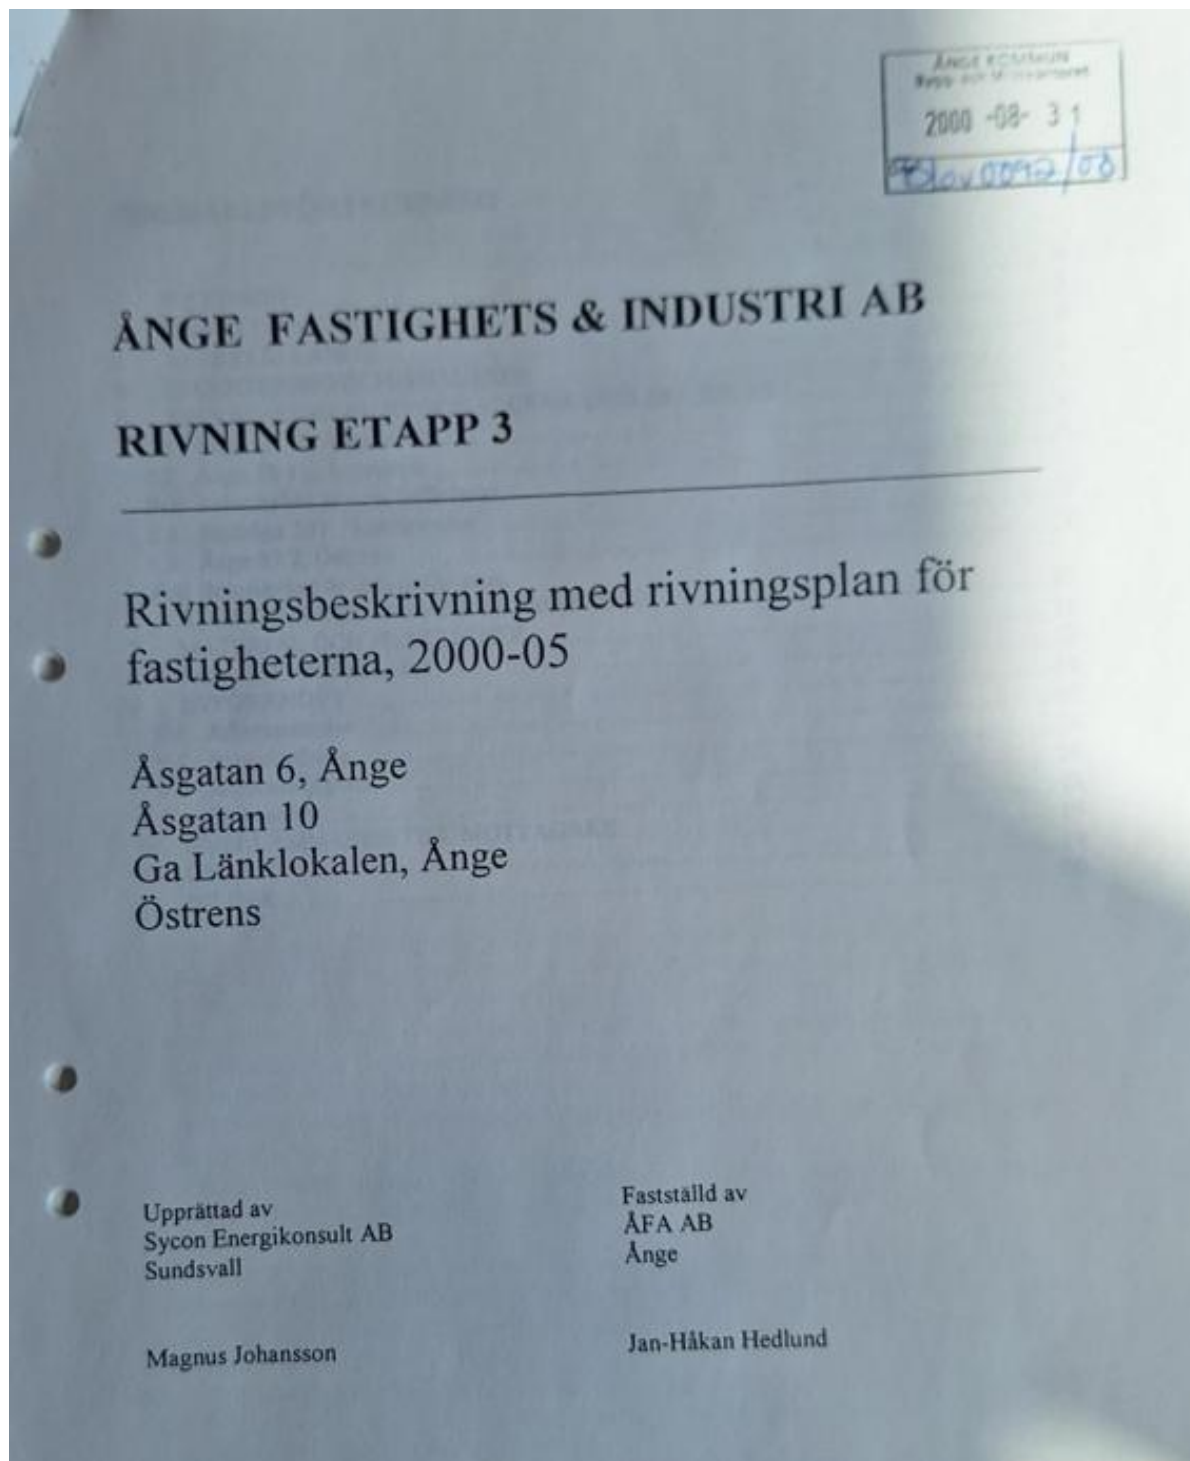 ÅNGE KOMMUN
2000 -08- 31
ÅNGE FASTIGHETS & INDUSTRI AB
RIVNING ETAPP 3
Rivningsbeskrivning med rivningsplan för
fastigheterna, 2000-05
Åsgatan 6, Ånge
Åsgatan 10
Ga Länklokalen, Ånge
Östrens
Upprättad av
Sycon Energikonsult AB
Sundsvall
Magnus Johansson
Fastställd av
ÅFA AB
Ånge
Jan-Håkan Hedlund